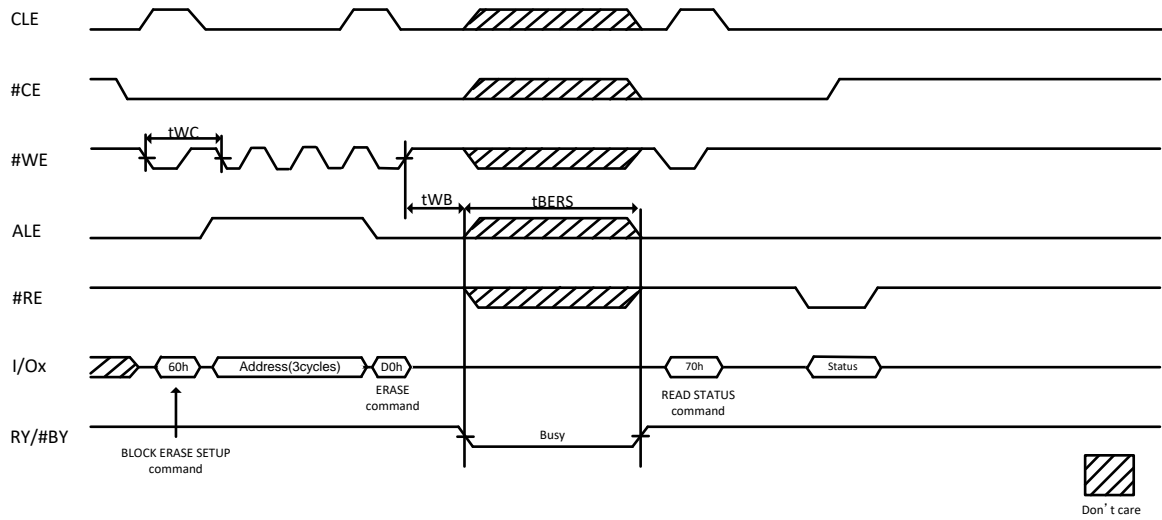 CLE
#CE
tWC
#WE
tWB
tBERS
ALE
#RE
I/Ox
60h
Address(3cycles)
D0h
70h
Status
ERASE
command
READ STATUS
command
RY/#BY
Busy
BLOCK ERASE SETUP
command
Don't care